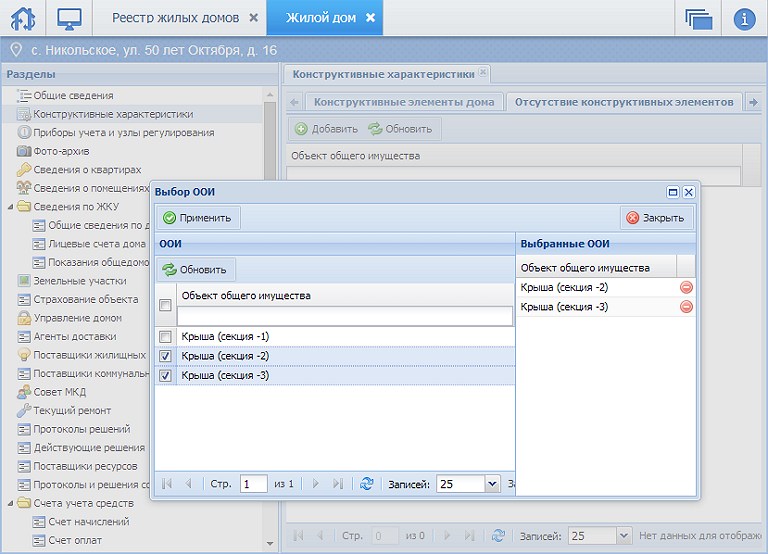 Реестр жилых домов
Жилой дом
с. Никольское, ул. 50 лет Октября, д. 16
Разделы
Общие сведения
Конструктивные характеристики
Приборы учета и узлы регулирования
Фото-архив
Сведения о квартирах
Сведения о помещениях
Сведения по ЖКУ
Общие сведения по д
Лицевые счета дома
Показания общедомо
Земельные участки
Страхование объекта
Управление домом
Агенты доставки
Поставщики жилищных
Поставщики коммуналь
Совет МКД
Текущий ремонт
Протоколы решений
Действующие решения
Поставщики ресурсов
Протоколы и решения со
Счета учета средств
Счет начислений
Счет оплат
Конструктивные характеристики
Конструктивные элементы дома
Отсутствие конструктивных элементов
Добавить
Обновить
Объект общего имущества
Выбор ООИ
Применить
Закрыть
ООИ
Обновить
Объект общего имущества
Крыша (секция -1)
Крыша (секция -2)
Крыша (секция -3)
Стр. 1 из 1
Записей: 25
За
Выбранные ООИ
Объект общего имущества
Крыша (секция -2)
Крыша (секция -3)
Стр. 0 из 0
Записей: 25
Нет данных для отображе